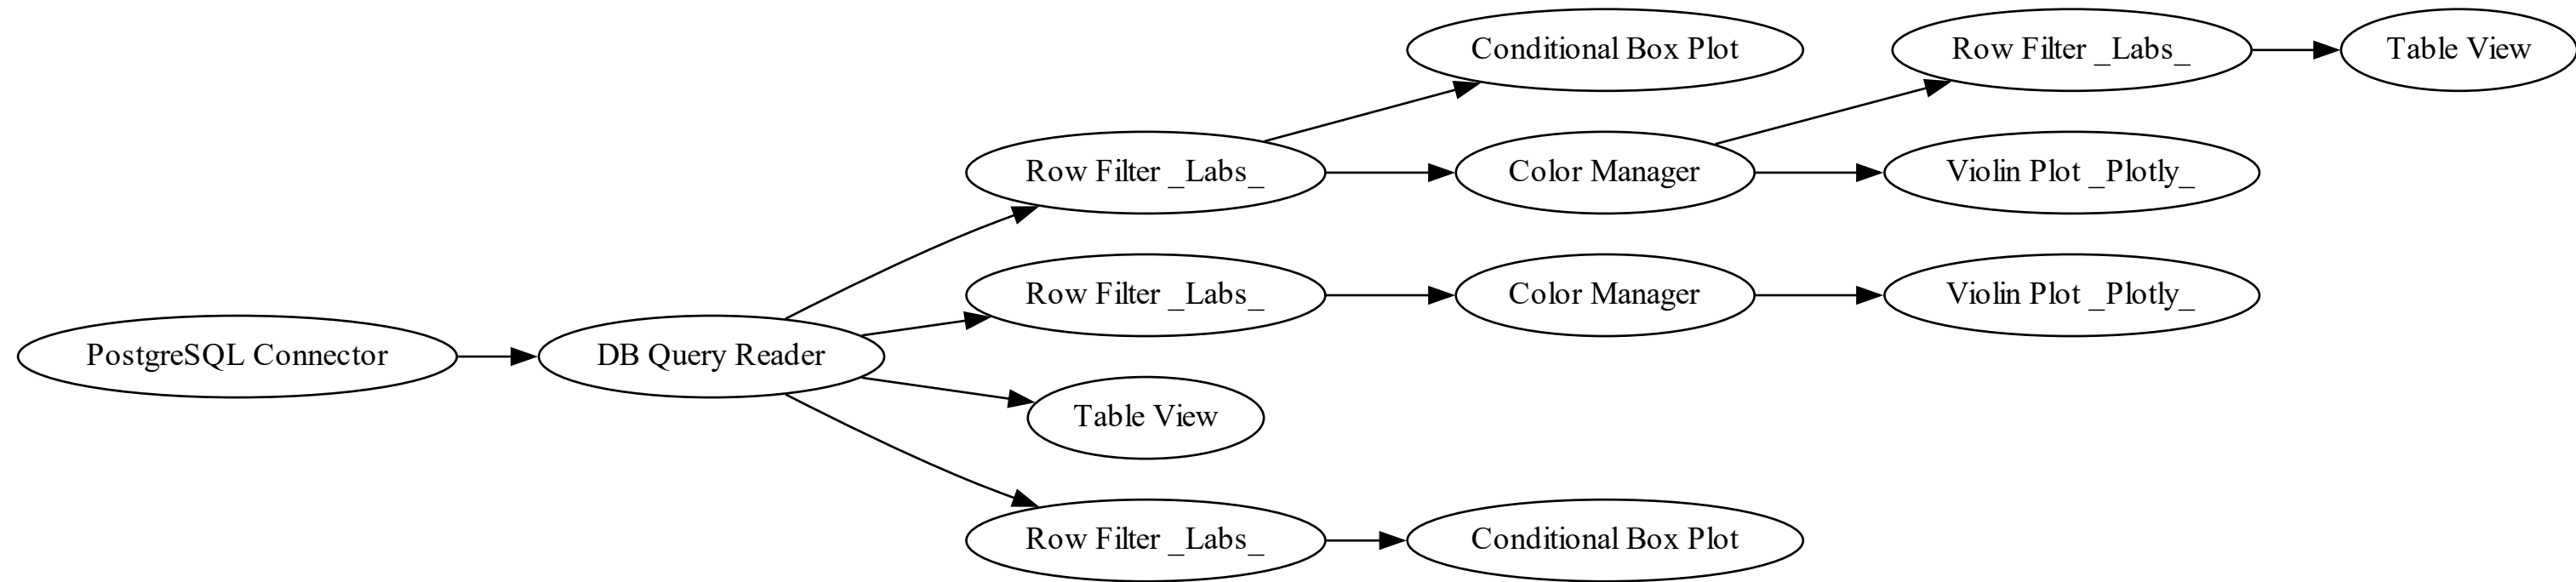 Conditional Box Plot
Row Filter _Labs_
Table View
Row Filter _Labs_
Color Manager
Violin Plot _Plotly_
Row Filter _Labs_
Color Manager
Violin Plot _Plotly_
PostgreSQL Connector
DB Query Reader
Table View
Row Filter _Labs_
Conditional Box Plot